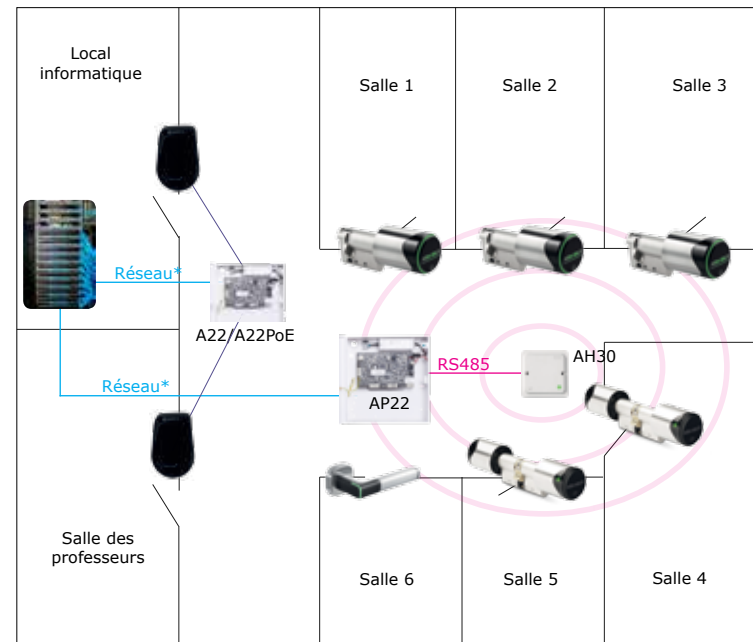 Local
informatique
Salle 1
Salle 2
Salle 3
Réseau*
A22/A22PoE
RS485
AH30
Réseau*
AP22
Salle des
professeurs
Salle 6
Salle 5
Salle 4